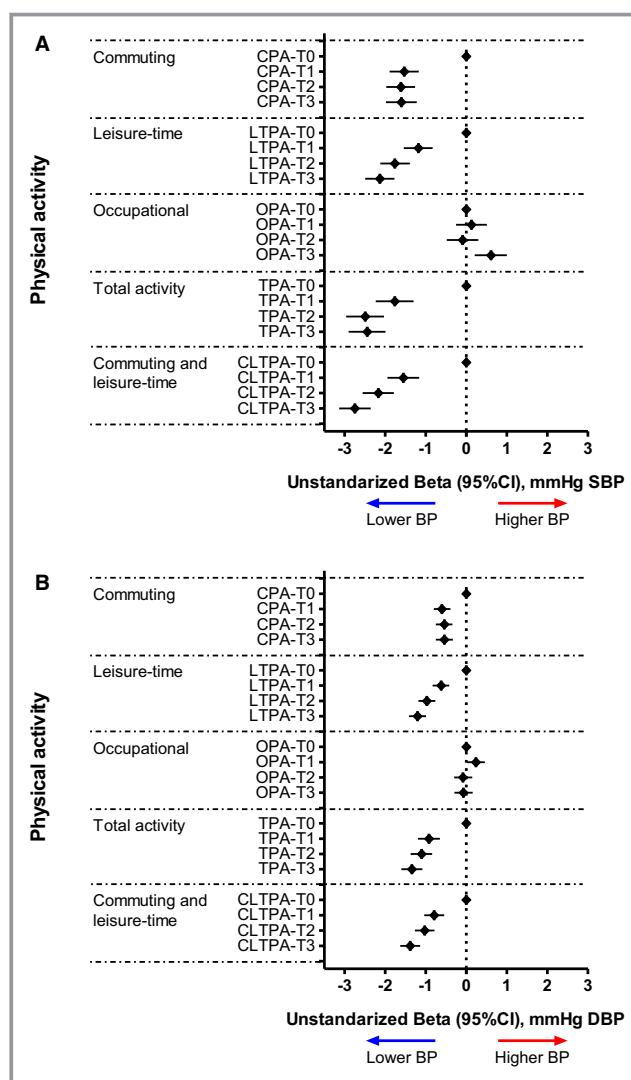 A
Physical activity
Commuting
CPA-T0
CPA-T1
CPA-T2
CPA-T3
Leisure-time
LTPA-T0
LTPA-T1
LTPA-T2
LTPA-T3
Occupational
OPA-T0
OPA-T1
OPA-T2
OPA-T3
Total activity
TPA-T0
TPA-T1
TPA-T2
TPA-T3
Commuting and
leisure-time
CLTPA-T0
CLTPA-T1
CLTPA-T2
CLTPA-T3
-3 -2 -1 0 1 2 3
Unstandarized Beta (95%CI), mmHg SBP
Lower BP Higher BP
B
Physical activity
Commuting
CPA-T0
CPA-T1
CPA-T2
CPA-T3
Leisure-time
LTPA-T0
LTPA-T1
LTPA-T2
LTPA-T3
Occupational
OPA-T0
OPA-T1
OPA-T2
OPA-T3
Total activity
TPA-T0
TPA-T1
TPA-T2
TPA-T3
Commuting and
leisure-time
CLTPA-T0
CLTPA-T1
CLTPA-T2
CLTPA-T3
-3 -2 -1 0 1 2 3
Unstandarized Beta (95%CI), mmHg DBP
Lower BP Higher BP